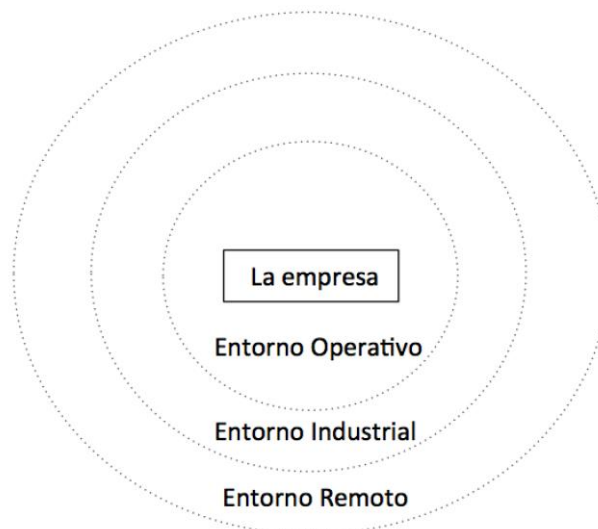 La empresa
Entorno Operativo
Entorno Industrial
Entorno Remoto